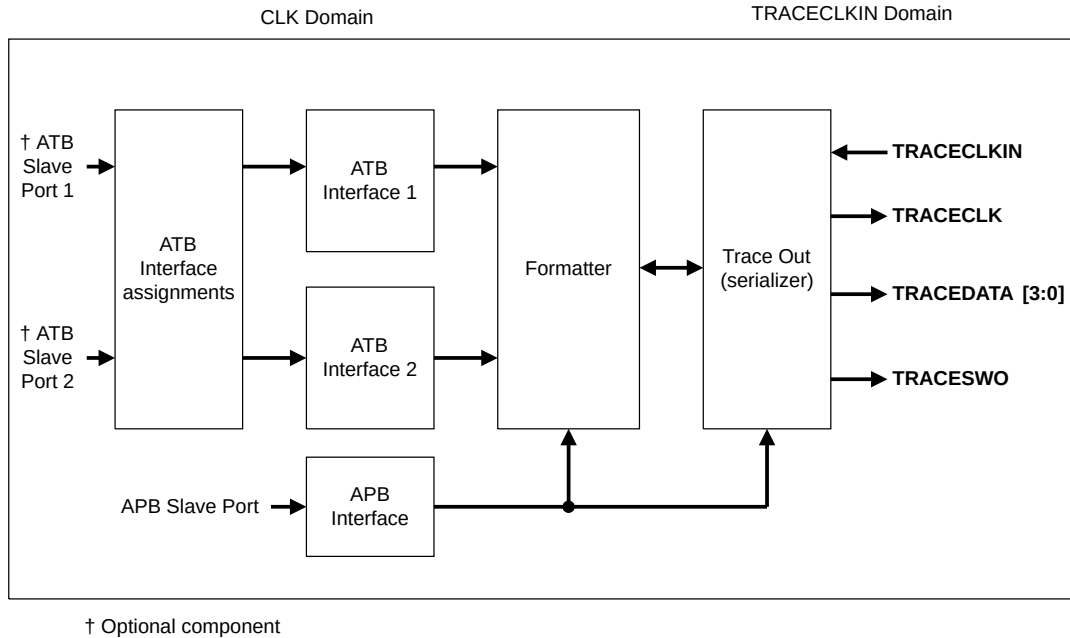 CLK Domain
TRACECLKIN Domain
† ATB
Slave
Port 1
† ATB
Slave
Port 2
ATB
Interface
assignments
ATB
Interface 1
ATB
Interface 2
Formatter
Trace Out
(serializer)
TRACECLKIN
TRACECLK
TRACEDATA [3:0]
TRACESWO
APB Slave Port
APB
Interface
† Optional component